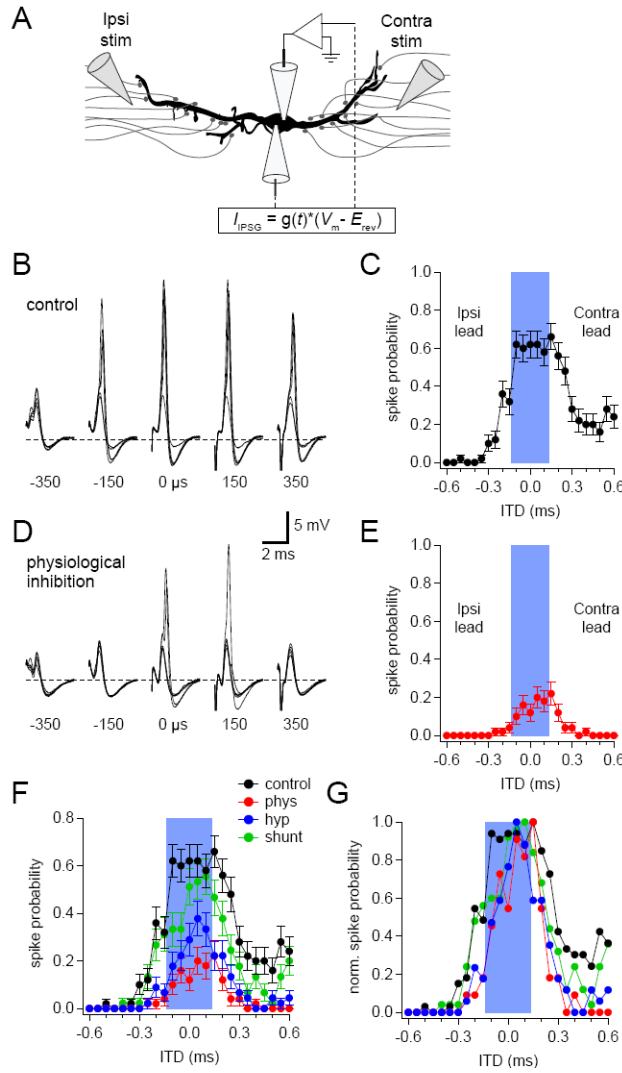 A
Ipsi
stim
Contra
stim
I_IPSG = g(t)*(V_m - E_rev)
B
control
-350
-150
0 µs
150
350
C
1.0
0.8
0.6
0.4
0.2
0.0
spike probability
Ipsi
lead
Contra
lead
-0.6
-0.3
0.0
0.3
0.6
ITD (ms)
D
physiological
inhibition
5 mV
2 ms
-350
-150
0 µs
150
350
E
1.0
0.8
0.6
0.4
0.2
0.0
spike probability
Ipsi
lead
Contra
lead
-0.6
-0.3
0.0
0.3
0.6
ITD (ms)
F
control
phys
hyp
shunt
0.8
0.6
0.4
0.2
0.0
spike probability
-0.6
-0.3
0.0
0.3
0.6
ITD (ms)
G
1.0
0.8
0.6
0.4
0.2
0.0
norm. spike probability
-0.6
-0.3
0.0
0.3
0.6
ITD (ms)